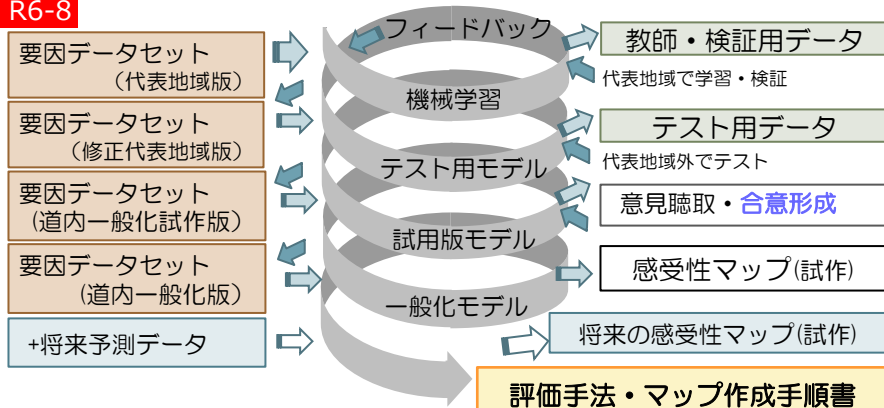 R6-8
要因データセット
（代表地域版）
要因データセット
（修正代表地域版）
要因データセット
(道内一般化試作版）
要因データセット
(道内一般化版）
+将来予測データ
フィードバック
機械学習
テスト用モデル
試用版モデル
一般化モデル
教師・検証用データ
代表地域で学習・検証
テスト用データ
代表地域外でテスト
意見聴取・合意形成
感受性マップ(試作)
将来の感受性マップ(試作)
評価手法・マップ作成手順書